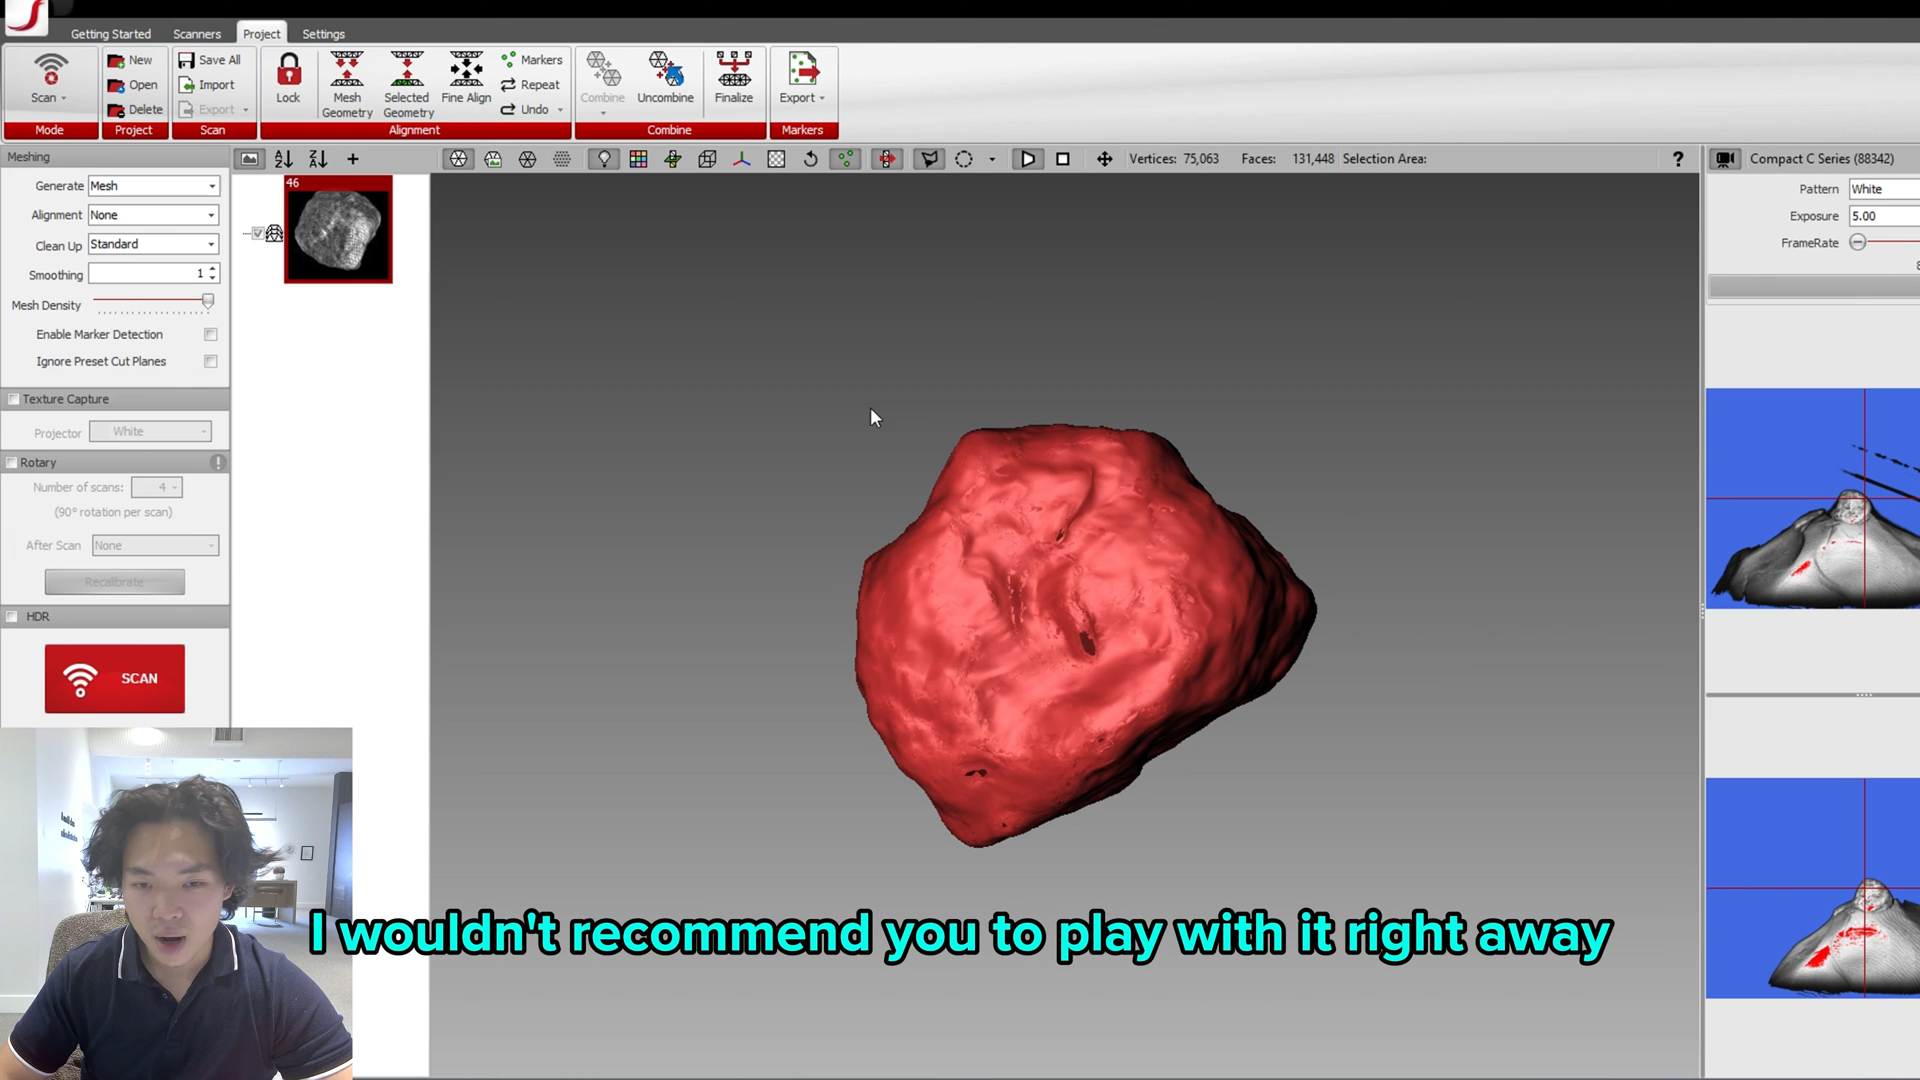 Getting Started Scanners Project Settings
Scan
Mode
New
Open
Delete
Project
Save All
Import
Export
Scan
Lock
Mesh Geometry
Selected Geometry
Fine Align
Markers
Repeat
Undo
Alignment
Combine
Uncombine
Finalize
Combine
Export
Markers
Meshing
Generate Mesh
Alignment None
Clean Up Standard
Smoothing 1
Mesh Density
Enable Marker Detection
Ignore Preset Cut Planes
Texture Capture
Projector White
Rotary
Number of scans: 4
(90° rotation per scan)
After Scan None
Recalibrate
HDR
SCAN
46
Vertices: 75,063 Faces: 131,448 Selection Area:
?
Compact C Series (88342)
Pattern White
Exposure 5.00
FrameRate
I wouldn't recommend you to play with it right away